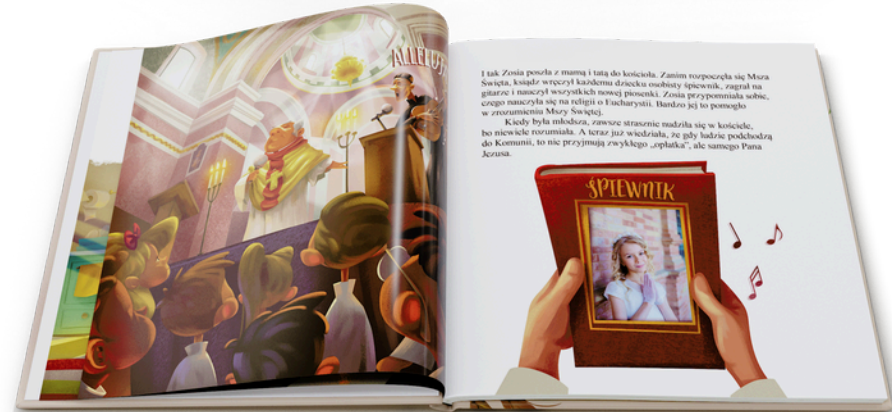 ALLELUJA
I tak Zosia poszła z mamą i tatą do kościoła. Zanim rozpoczęła się Msza
Święta, ksiądz wręczył każdemu dziecku osobisty śpiewnik, zagrał na
gitarze i nauczył wszystkich nowej piosenki. Zosia przypomniała sobie,
czego nauczyła się na religii o Eucharystii. Bardzo jej to pomogło
w zrozumieniu Mszy Świętej.
Kiedy była młodsza, zawsze strasznie nudziła się w kościele,
bo niewiele rozumiała. A teraz już wiedziała, że gdy ludzie podchodzą
do Komunii, to nie przyjmują zwykłego „opłatka”, ale samego Pana
Jezusa.
ŚPIEWNIK